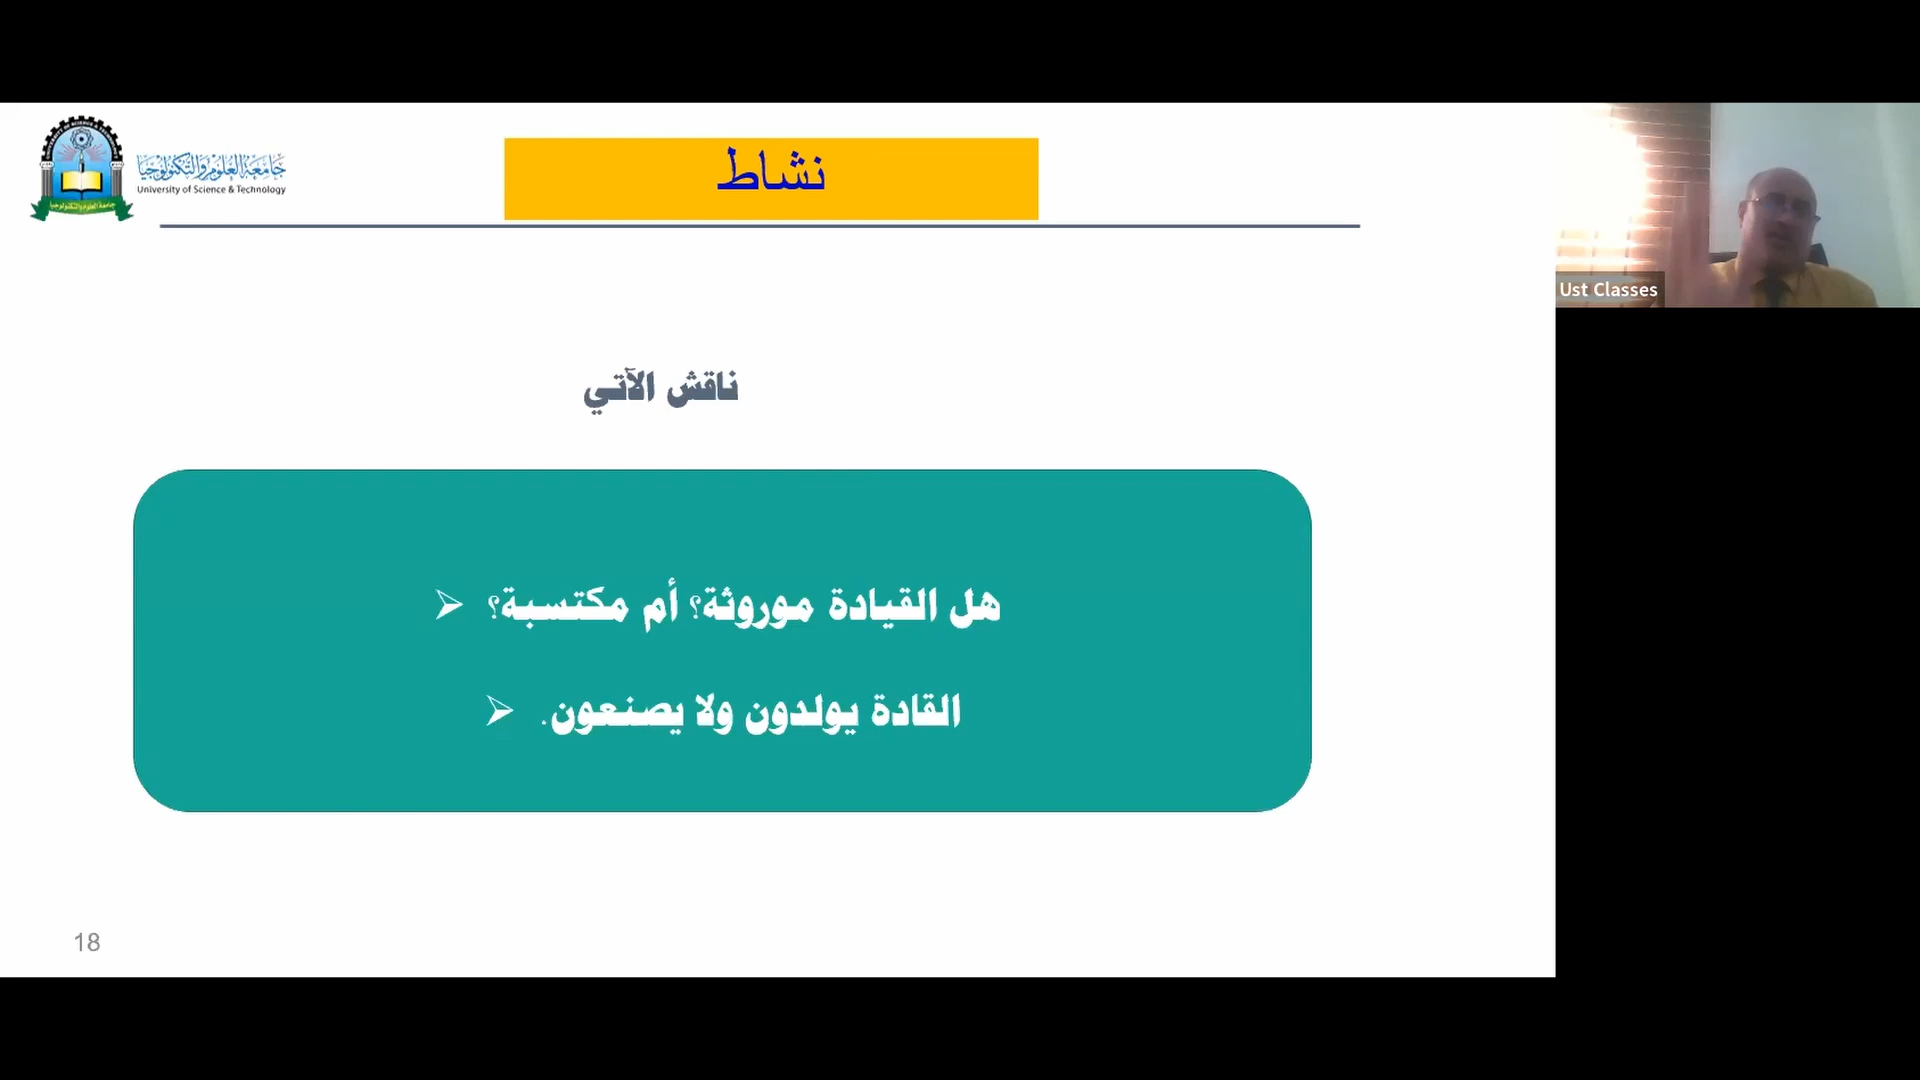 جامعة العلوم والتكنولوجيا
University of Science & Technology
نشاط
Ust Classes
ناقش الآتي
هل القيادة موروثة؟ أم مكتسبة؟
القادة يولدون ولا يصنعون.
18